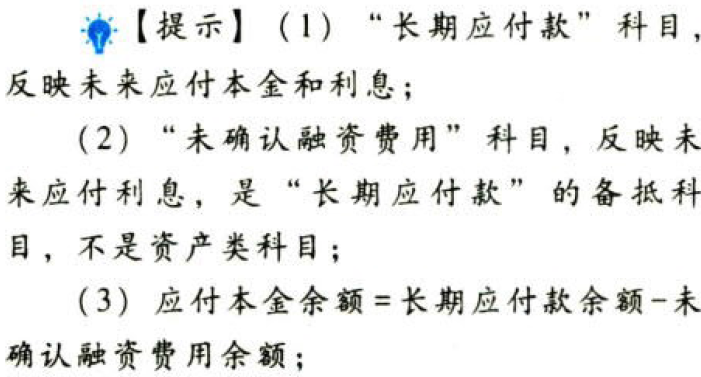 【提示】（1）“长期应付款”科目，
反映未来应付本金和利息；
（2）“未确认融资费用”科目，反映未
来应付利息，是“长期应付款”的备抵科
目，不是资产类科目；
（3）应付本金余额=长期应付款余额-未
确认融资费用余额；